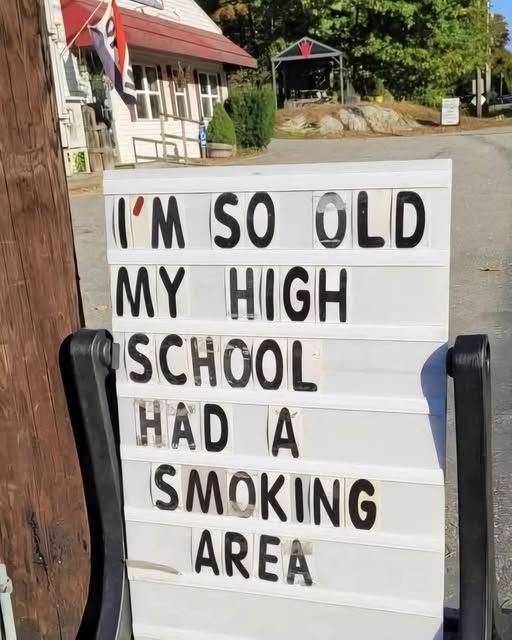 I'M SO OLD
MY HIGH
SCHOOL
HAD A
SMOKING
AREA